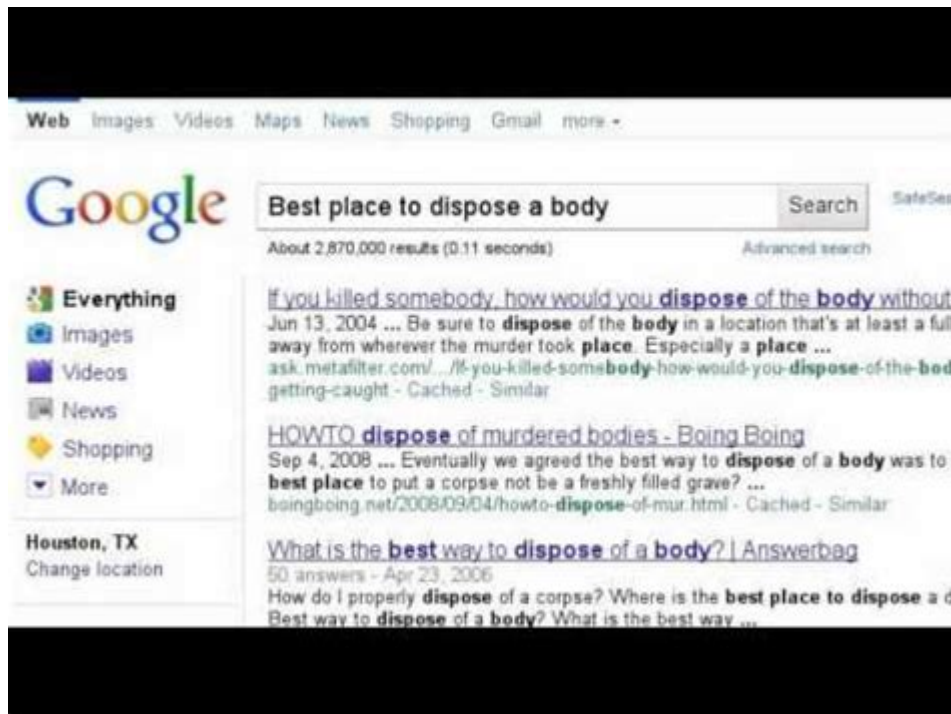 Web Images Videos Maps News Shopping Gmail more
Google
Best place to dispose a body
Search
SafeSea
About 2,870,000 results (0.11 seconds)
Advanced search
Everything
Images
Videos
News
Shopping
More
Houston, TX
Change location
If you killed somebody, how would you dispose of the body without
Jun 13, 2004 ... Be sure to dispose of the body in a location that's at least a full
away from wherever the murder took place. Especially a place ...
ask.metafilter.com/.../If-you-killed-somebody-how-would-you-dispose-of-the-bod
getting-caught - Cached - Similar
HOWTO dispose of murdered bodies - Boing Boing
Sep 4, 2008 ... Eventually we agreed the best way to dispose of a body was to
best place to put a corpse not be a freshly filled grave? ...
boingboing.net/2008/09/04/howto-dispose-of-mur.html - Cached - Similar
What is the best way to dispose of a body? | Answerbag
50 answers - Apr 23, 2006
How do I properly dispose of a corpse? Where is the best place to dispose a d
Best way to dispose of a body? What is the best way ...